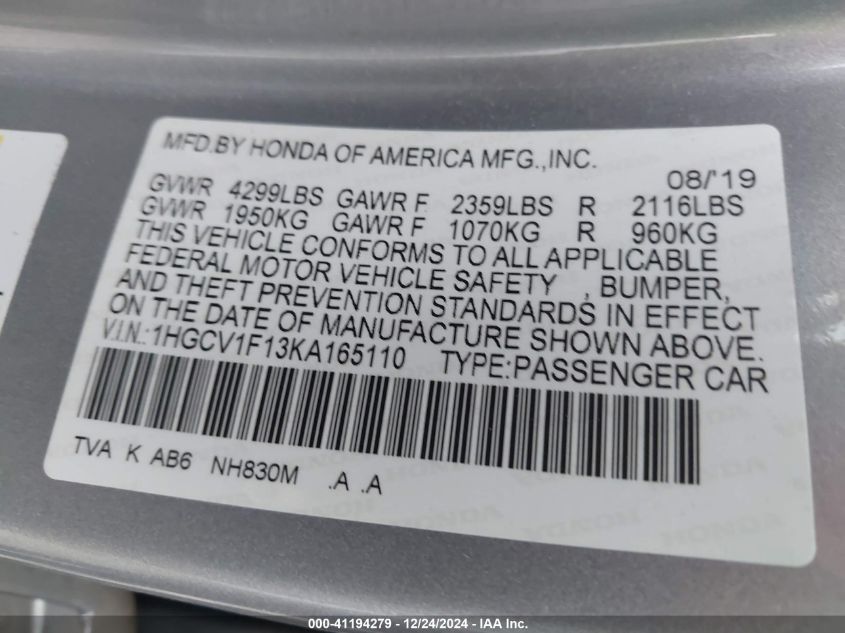 MFD.BY HONDA OF AMERICA MFG.,INC.
08/'19
GVWR 4299LBS GAWR F 2359LBS R 2116LBS
GVWR 1950KG GAWR F 1070KG R 960KG
THIS VEHICLE CONFORMS TO ALL APPLICABLE
FEDERAL MOTOR VEHICLE SAFETY , BUMPER,
AND THEFT PREVENTION STANDARDS IN EFFECT
ON THE DATE OF MANUFACTURE SHOWN ABOVE.
V.I.N.:1HGCV1F13KA165110 TYPE:PASSENGER CAR
TVA K AB6 NH830M .A .A
000-41194279 - 12/24/2024 - IAA Inc.